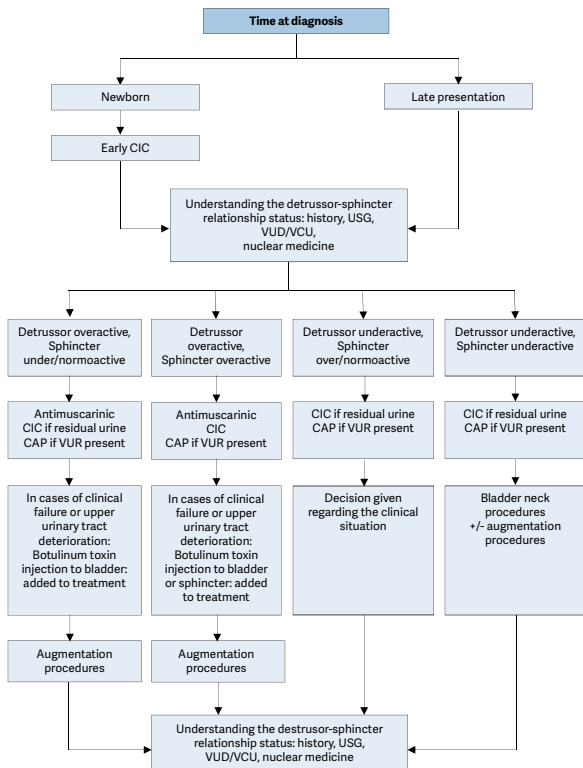 Time at diagnosis
Newborn
Late presentation
Early CIC
Understanding the detrussor-sphincter
relationship status: history, USG,
VUD/VCU,
nuclear medicine
Detrussor overactive,
Sphincter
under/normoactive
Detrussor
overactive,
Sphincter overactive
Detrussor underactive,
Sphincter
over/normoactive
Detrussor underactive,
Sphincter underactive
Antimuscarinic
CIC if residual urine
CAP if VUR present
Antimuscarinic
CIC
CAP if VUR present
CIC if residual urine
CAP if VUR present
CIC if residual urine
CAP if VUR present
In cases of clinical
failure or upper
urinary tract
deterioration:
Botulinum toxin
injection to bladder:
added to treatment
In cases of clinical
failure or upper
urinary tract
deterioration:
Botulinum toxin
injection to bladder
or sphincter: added
to treatment
Decision given
regarding the clinical
situation
Bladder neck
procedures
+/- augmentation
procedures
Augmentation
procedures
Augmentation
procedures
Understanding the destrusor-sphincter
relationship status: history, USG,
VUD/VCU, nuclear medicine